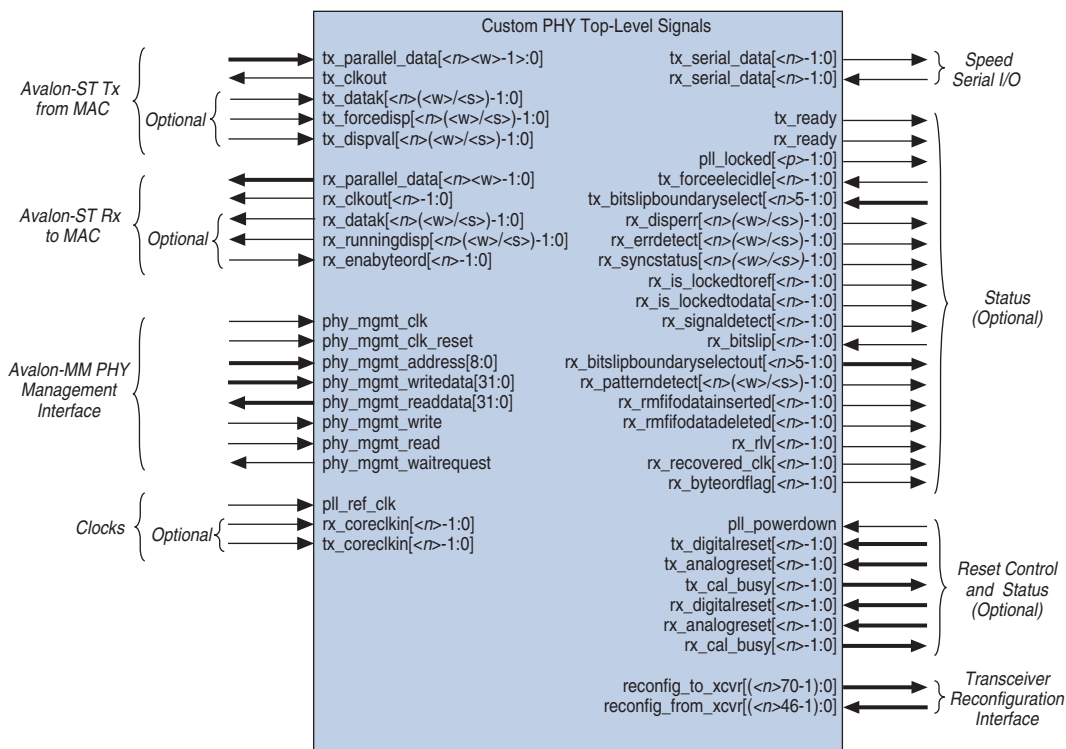 Custom PHY Top-Level Signals
Avalon-ST Tx
from MAC
Optional
tx_parallel_data[<n><w>-1>:0]
tx_clkout
tx_datak[<n>(<w>/<s>)-1:0]
tx_forcedisp[<n>(<w>/<s>)-1:0]
tx_dispval[<n>(<w>/<s>)-1:0]
Avalon-ST Rx
to MAC
Optional
rx_parallel_data[<n><w>-1:0]
rx_clkout[<n>-1:0]
rx_datak[<n>(<w>/<s>)-1:0]
rx_runningdisp[<n>(<w>/<s>)-1:0]
rx_enabyteord[<n>-1:0]
Avalon-MM PHY
Management
Interface
phy_mgmt_clk
phy_mgmt_clk_reset
phy_mgmt_address[8:0]
phy_mgmt_writedata[31:0]
phy_mgmt_readdata[31:0]
phy_mgmt_write
phy_mgmt_read
phy_mgmt_waitrequest
Clocks
Optional
pll_ref_clk
rx_coreclkin[<n>-1:0]
tx_coreclkin[<n>-1:0]
tx_serial_data[<n>-1:0]
rx_serial_data[<n>-1:0]
Speed
Serial I/O
tx_ready
rx_ready
pll_locked[<p>-1:0]
tx_forceelecidle[<n>-1:0]
tx_bitslipboundaryselect[<n>5-1:0]
rx_disperr[<n>(<w>/<s>)-1:0]
rx_errdetect[<n>(<w>/<s>)-1:0]
rx_syncstatus[<n>(<w>/<s>)-1:0]
rx_is_lockedtoref[<n>-1:0]
rx_is_lockedtodata[<n>-1:0]
rx_signaldetect[<n>-1:0]
rx_bitslip[<n>-1:0]
rx_bitslipboundaryselectout[<n>5-1:0]
rx_patterndetect[<n>(<w>/<s>)-1:0]
rx_rmfifodatainserted[<n>-1:0]
rx_rmfifodatadeleted[<n>-1:0]
rx_rlv[<n>-1:0]
rx_recovered_clk[<n>-1:0]
rx_byteordflag[<n>-1:0]
Status
(Optional)
pll_powerdown
tx_digitalreset[<n>-1:0]
tx_analogreset[<n>-1:0]
tx_cal_busy[<n>-1:0]
rx_digitalreset[<n>-1:0]
rx_analogreset[<n>-1:0]
rx_cal_busy[<n>-1:0]
Reset Control
and Status
(Optional)
reconfig_to_xcvr[(<n>70-1):0]
reconfig_from_xcvr[(<n>46-1):0]
Transceiver
Reconfiguration
Interface